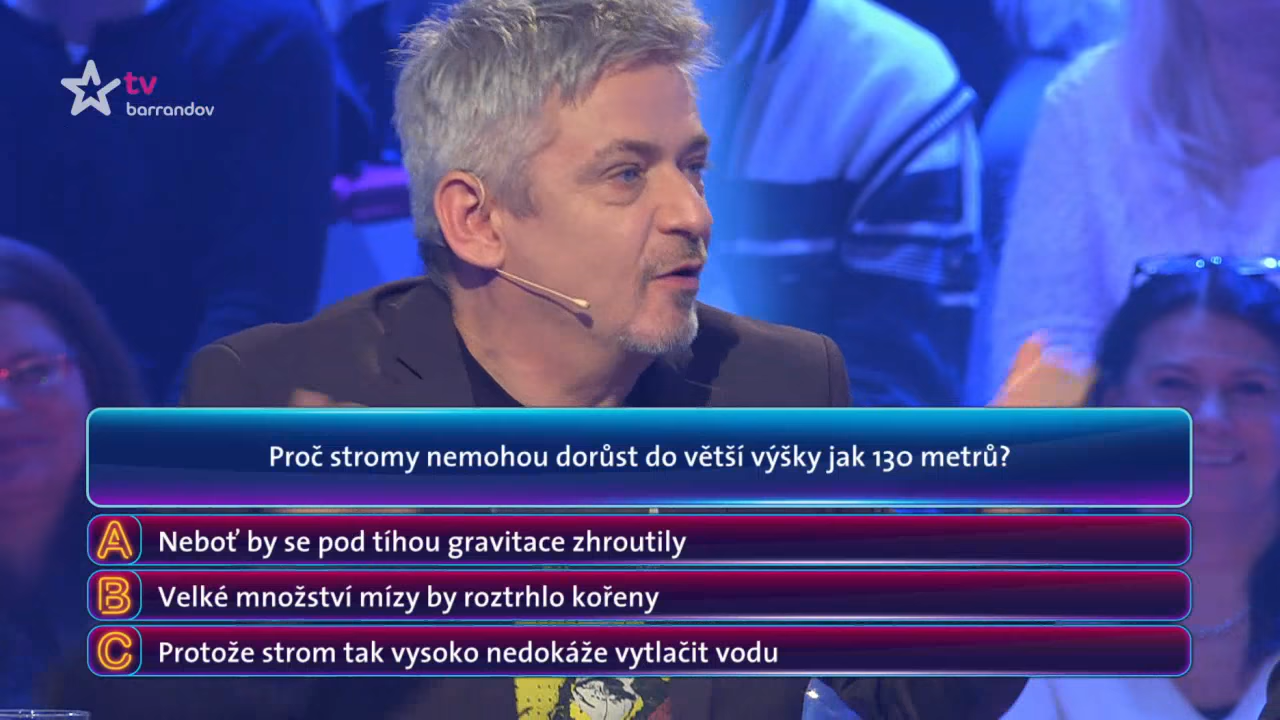 tv
barrandov
Proč stromy nemohou dorůst do větší výšky jak 130 metrů?
A Neboť by se pod tíhou gravitace zhroutily
B Velké množství mízy by roztrhlo kořeny
C Protože strom tak vysoko nedokáže vytlačit vodu